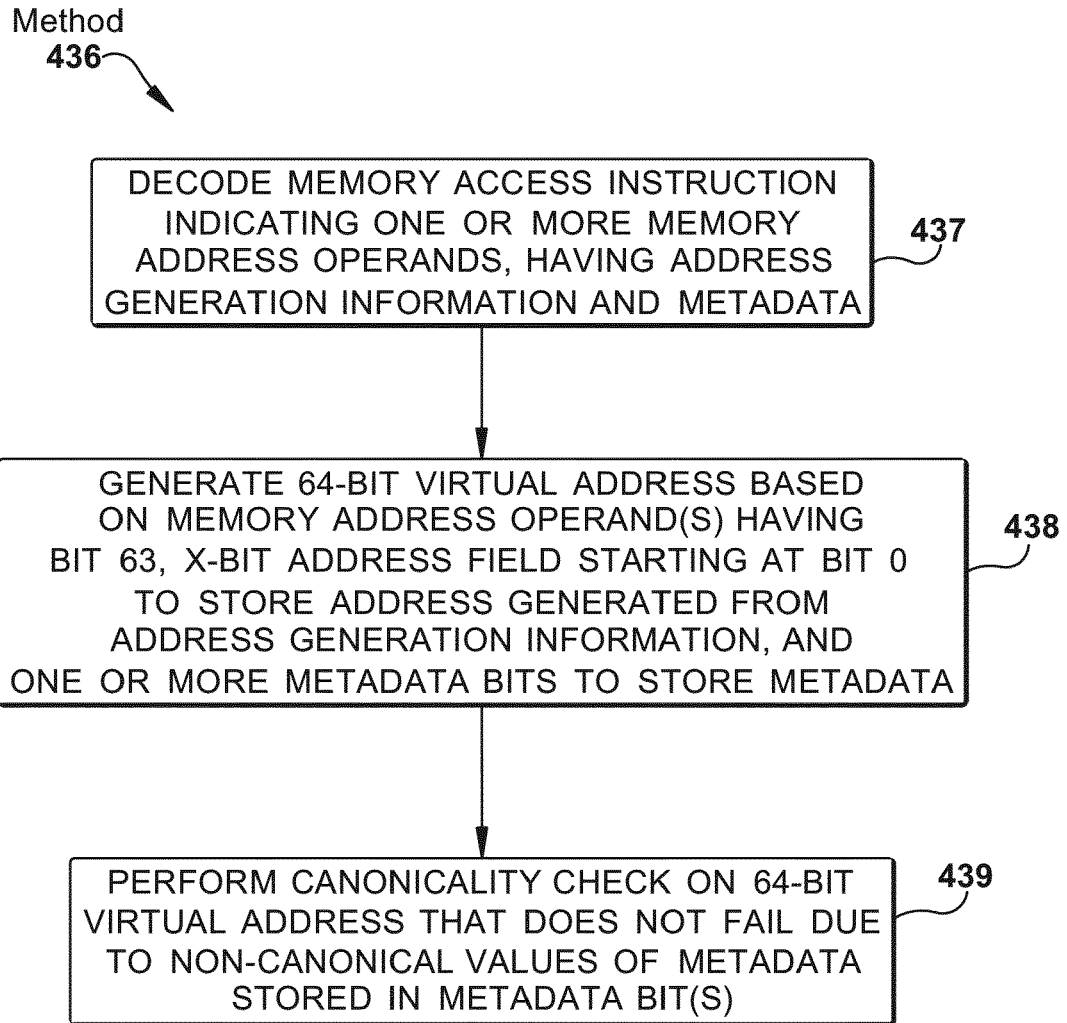 Method
436
DECODE MEMORY ACCESS INSTRUCTION
INDICATING ONE OR MORE MEMORY
ADDRESS OPERANDS, HAVING ADDRESS
GENERATION INFORMATION AND METADATA
437
GENERATE 64-BIT VIRTUAL ADDRESS BASED
ON MEMORY ADDRESS OPERAND(S) HAVING
BIT 63, X-BIT ADDRESS FIELD STARTING AT BIT 0
TO STORE ADDRESS GENERATED FROM
ADDRESS GENERATION INFORMATION, AND
ONE OR MORE METADATA BITS TO STORE METADATA
438
PERFORM CANONICALITY CHECK ON 64-BIT
VIRTUAL ADDRESS THAT DOES NOT FAIL DUE
TO NON-CANONICAL VALUES OF METADATA
STORED IN METADATA BIT(S)
439